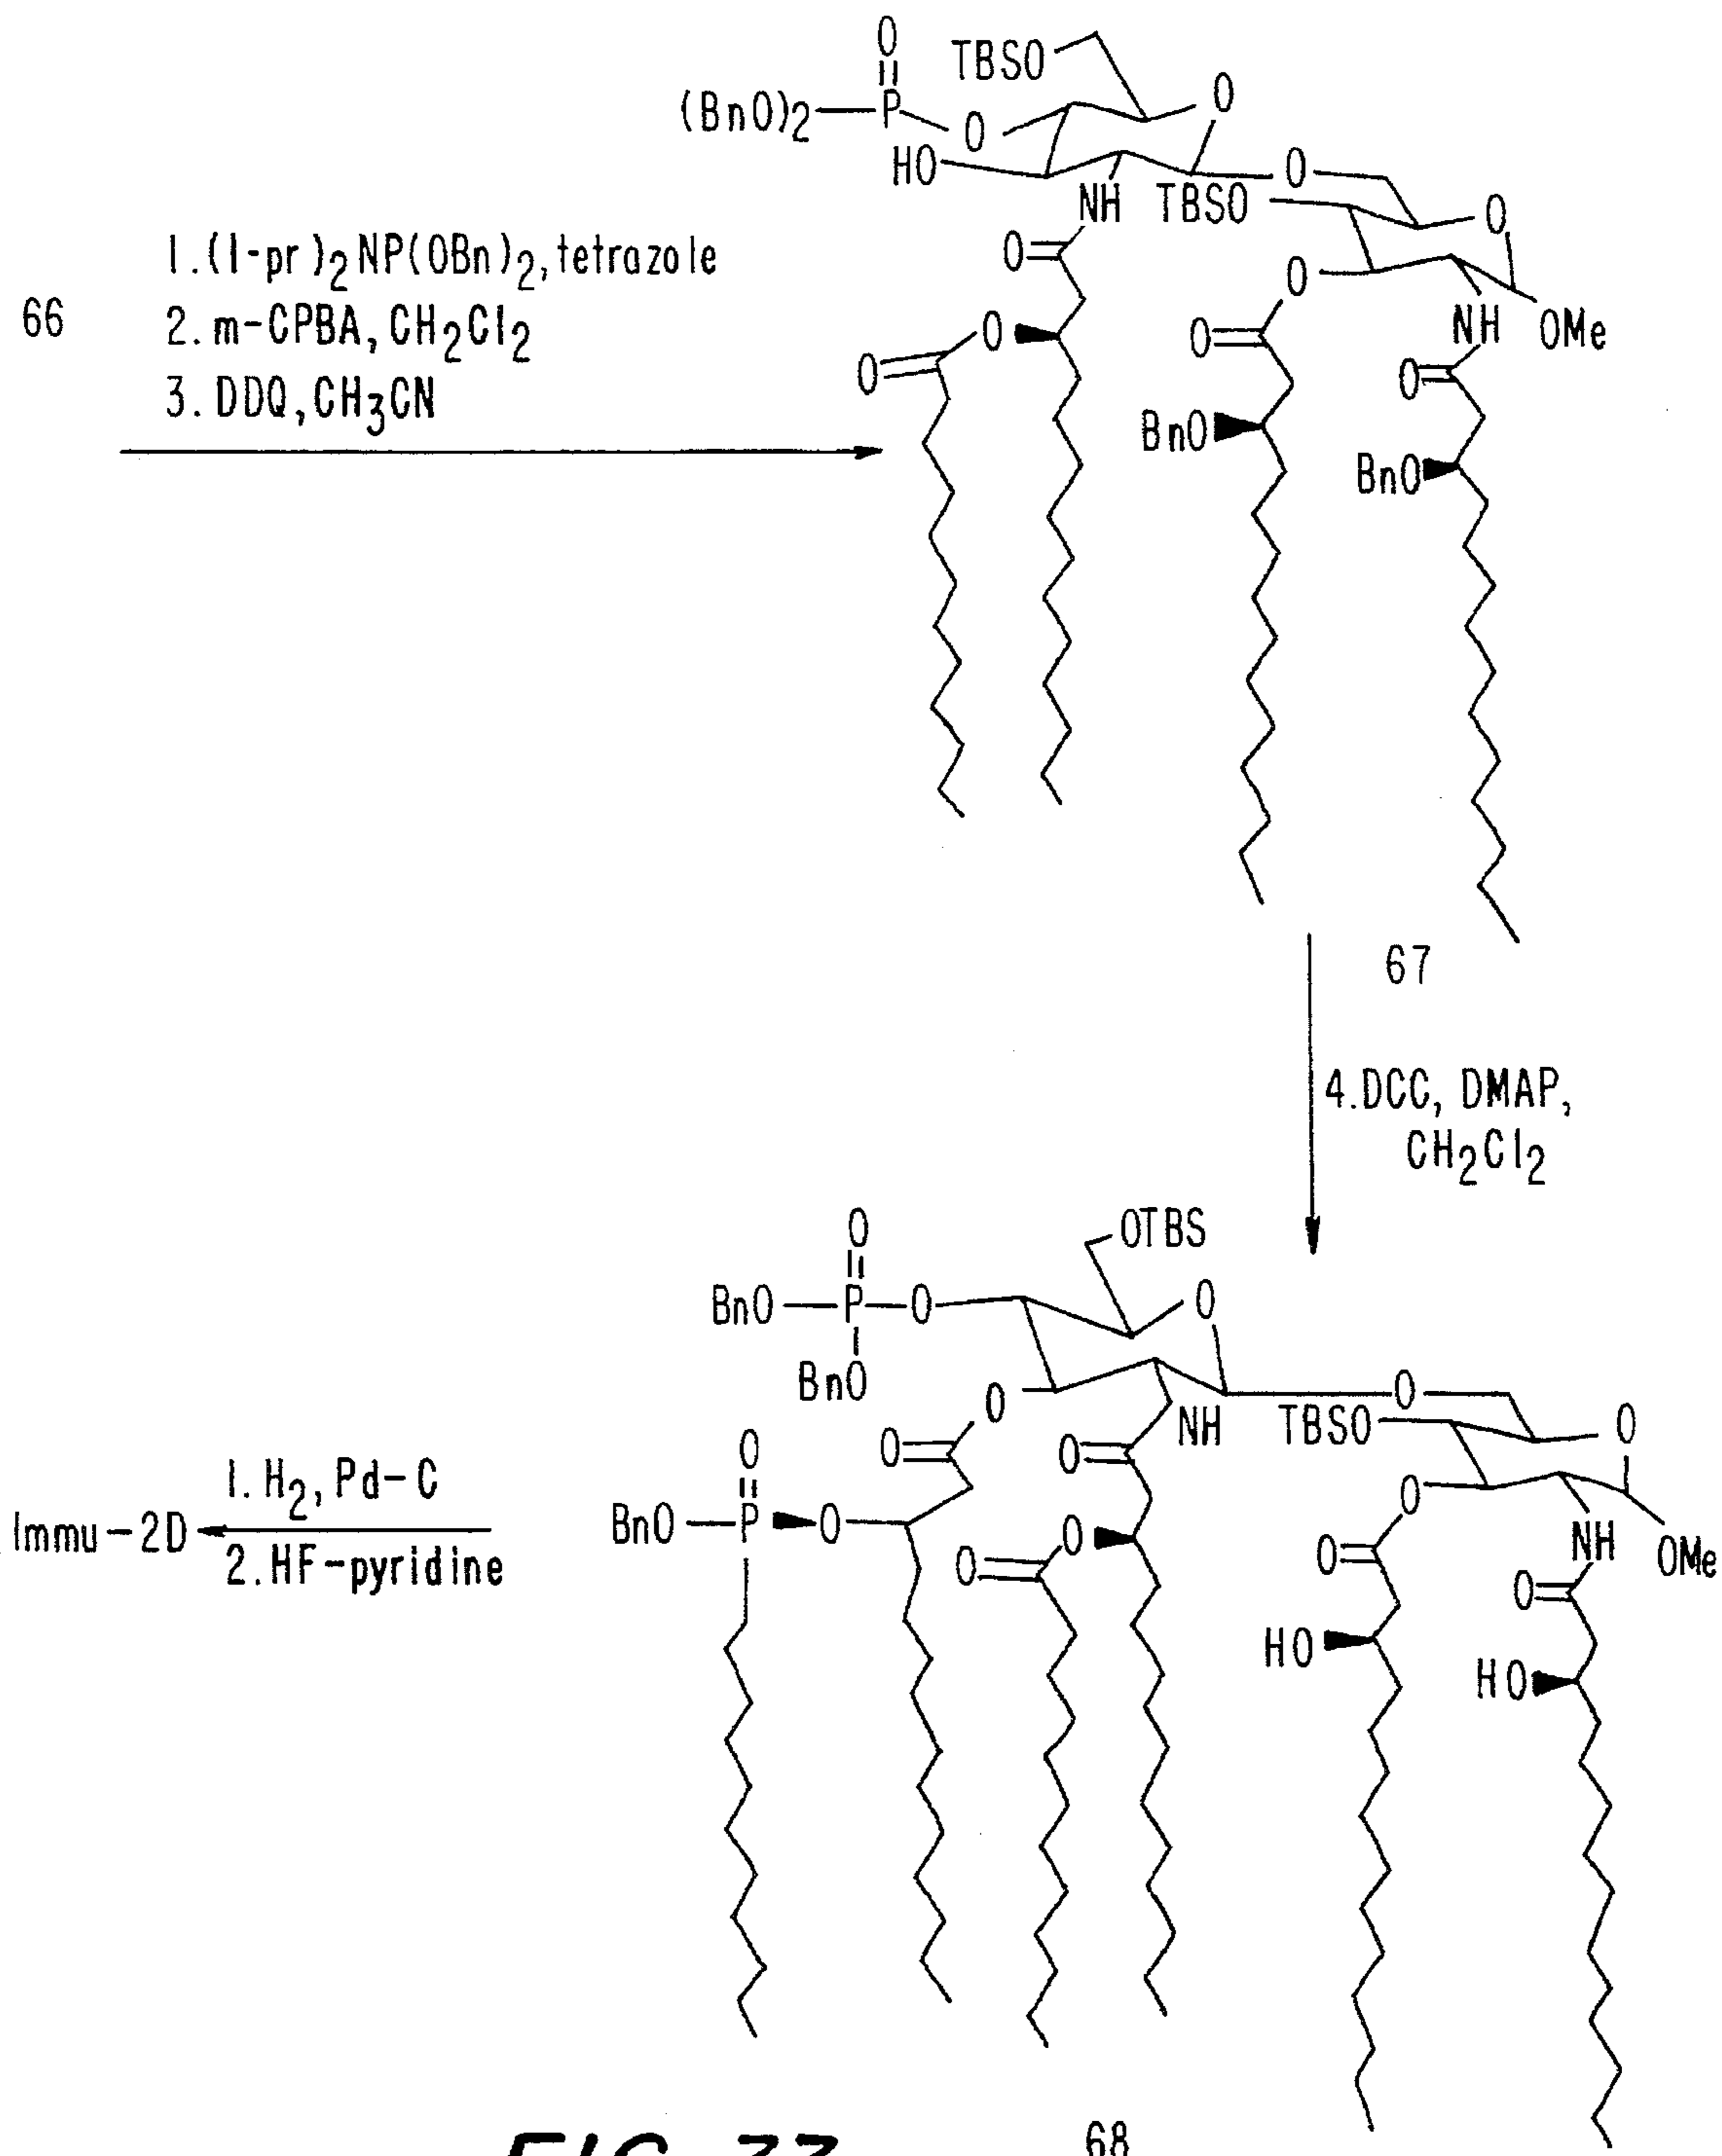 O
TBSO
(BnO)2
P
O
O
HO
O
NH
TBSO
O
1. (I-pr)2NP(OBn)2, tetrazole
O
O
66
2. m-CPBA, CH2Cl2
O
O
NH
OMe
3. DDQ, CH3CN
O
O
BnO
BnO
67
4. DCC, DMAP,
CH2Cl2
O
OTBS
BnO
P
O
O
BnO
O
O
TBSO
O
O
O
O
NH
1. H2, Pd-C
O
Immu-2D
BnO
P
O
O
O
O
NH
OMe
2. HF-pyridine
O
HO
HO
68